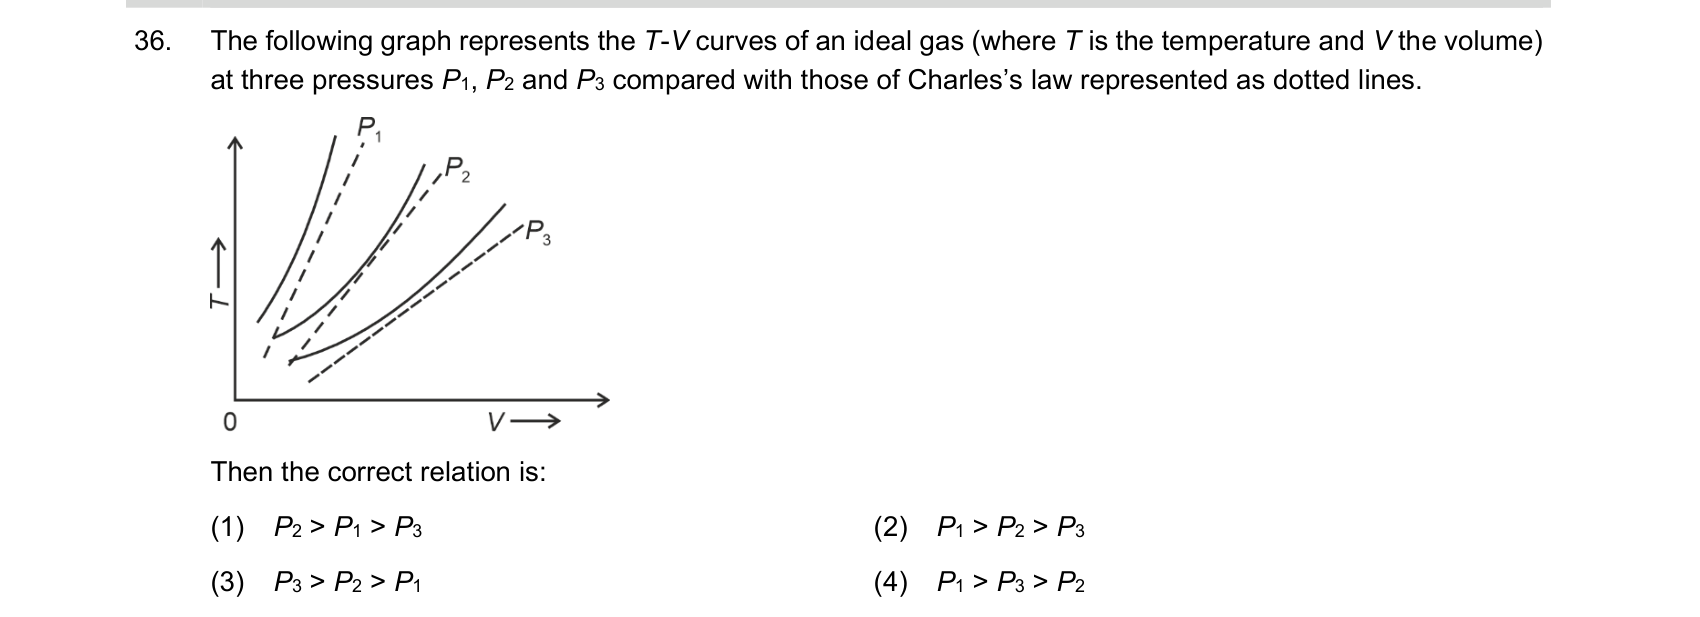 36. The following graph represents the T-V curves of an ideal gas (where T is the temperature and V the volume)
at three pressures P₁, P₂ and P₃ compared with those of Charles's law represented as dotted lines.
P₁
P₂
P₃
T
0
V
Then the correct relation is:
(1) P₂ > P₁ > P₃ (2) P₁ > P₂ > P₃
(3) P₃ > P₂ > P₁ (4) P₁ > P₃ > P₂